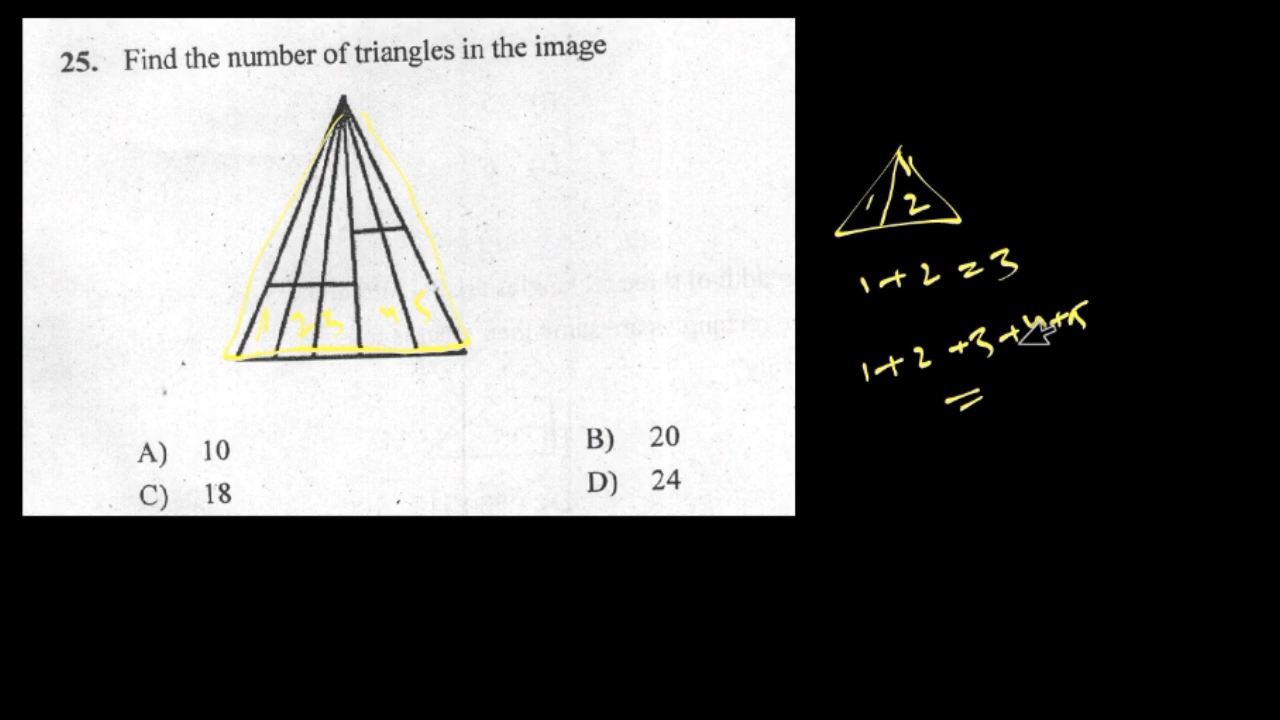 25. Find the number of triangles in the image
1 2 3 4 5
A) 10
B) 20
C) 18
D) 24
1 2
1+2=3
1+2+3+4+5
=